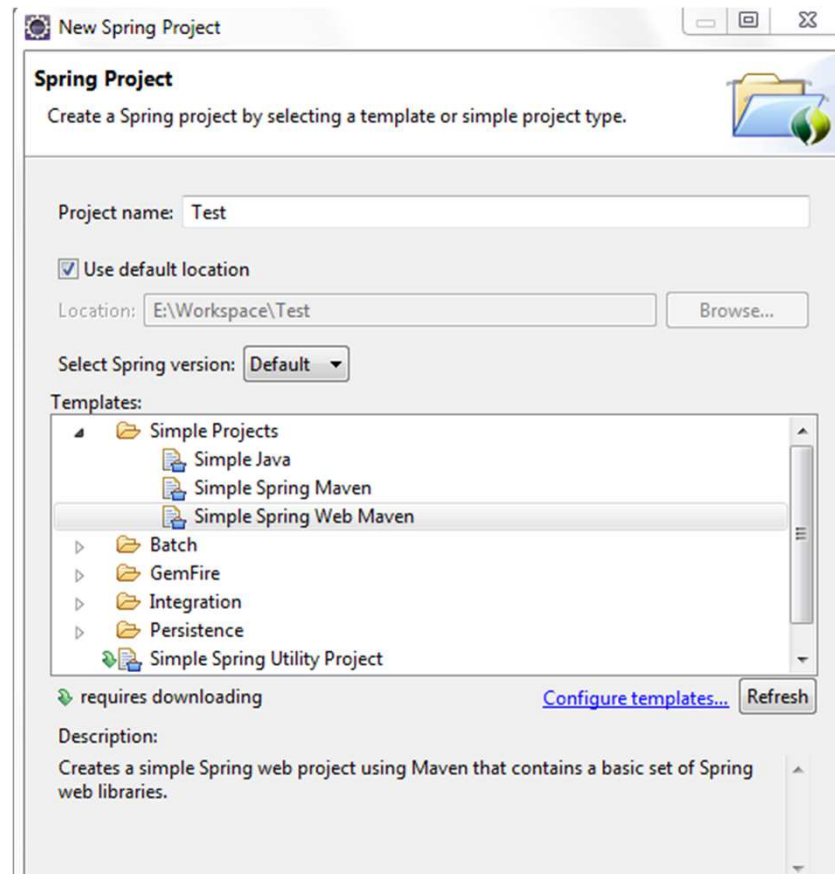 New Spring Project
Spring Project
Create a Spring project by selecting a template or simple project type.
Project name: Test
Use default location
Location: E:\Workspace\Test Browse...
Select Spring version: Default
Templates:
Simple Projects
Simple Java
Simple Spring Maven
Simple Spring Web Maven
Batch
GemFire
Integration
Persistence
Simple Spring Utility Project
requires downloading Configure templates... Refresh
Description:
Creates a simple Spring web project using Maven that contains a basic set of Spring
web libraries.